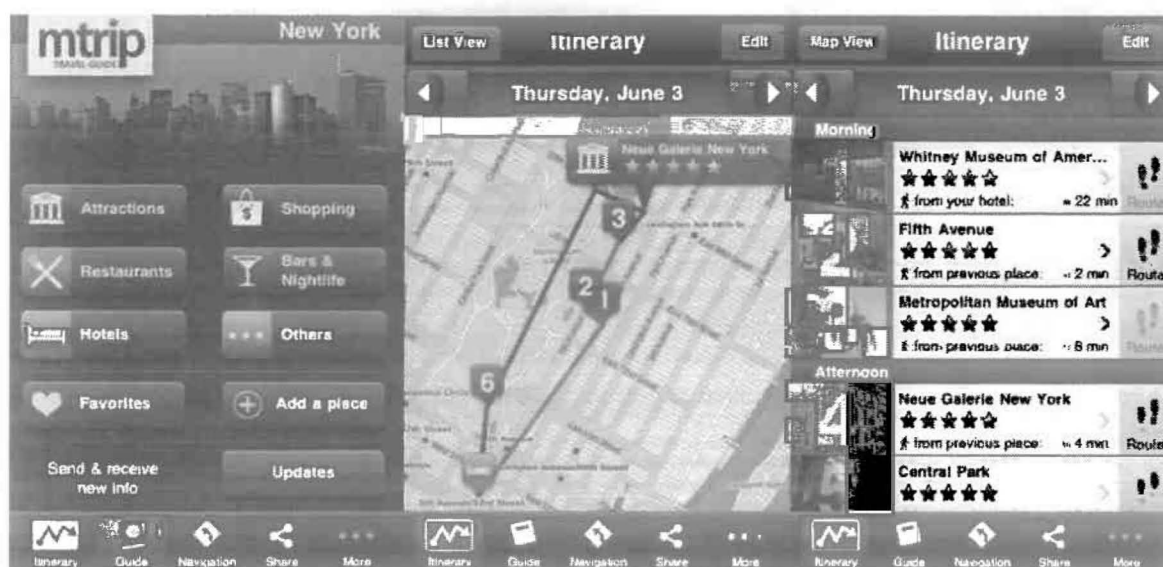 mtrip
TRAVEL GUIDE
New York
Attractions
Shopping
Restaurants
Bars &
Nightlife
Hotels
Others
Favorites
Add a place
Send & receive
new info
Updates
Itinerary
Guide
Navigation
Share
More
List View
Itinerary
Edit
Thursday, June 3
Neue Galerie New York
3
2
1
6
Itinerary
Guide
Navigation
Share
More
Map View
Itinerary
Edit
Thursday, June 3
Morning
Whitney Museum of Amer...
from your hotel: ≈ 22 min
Route
Fifth Avenue
from previous place: ≈ 2 min
Route
Metropolitan Museum of Art
from previous place: ≈ 8 min
Route
Afternoon
Neue Galerie New York
from previous place: ≈ 4 min
Route
Central Park
Itinerary
Guide
Navigation
Share
More